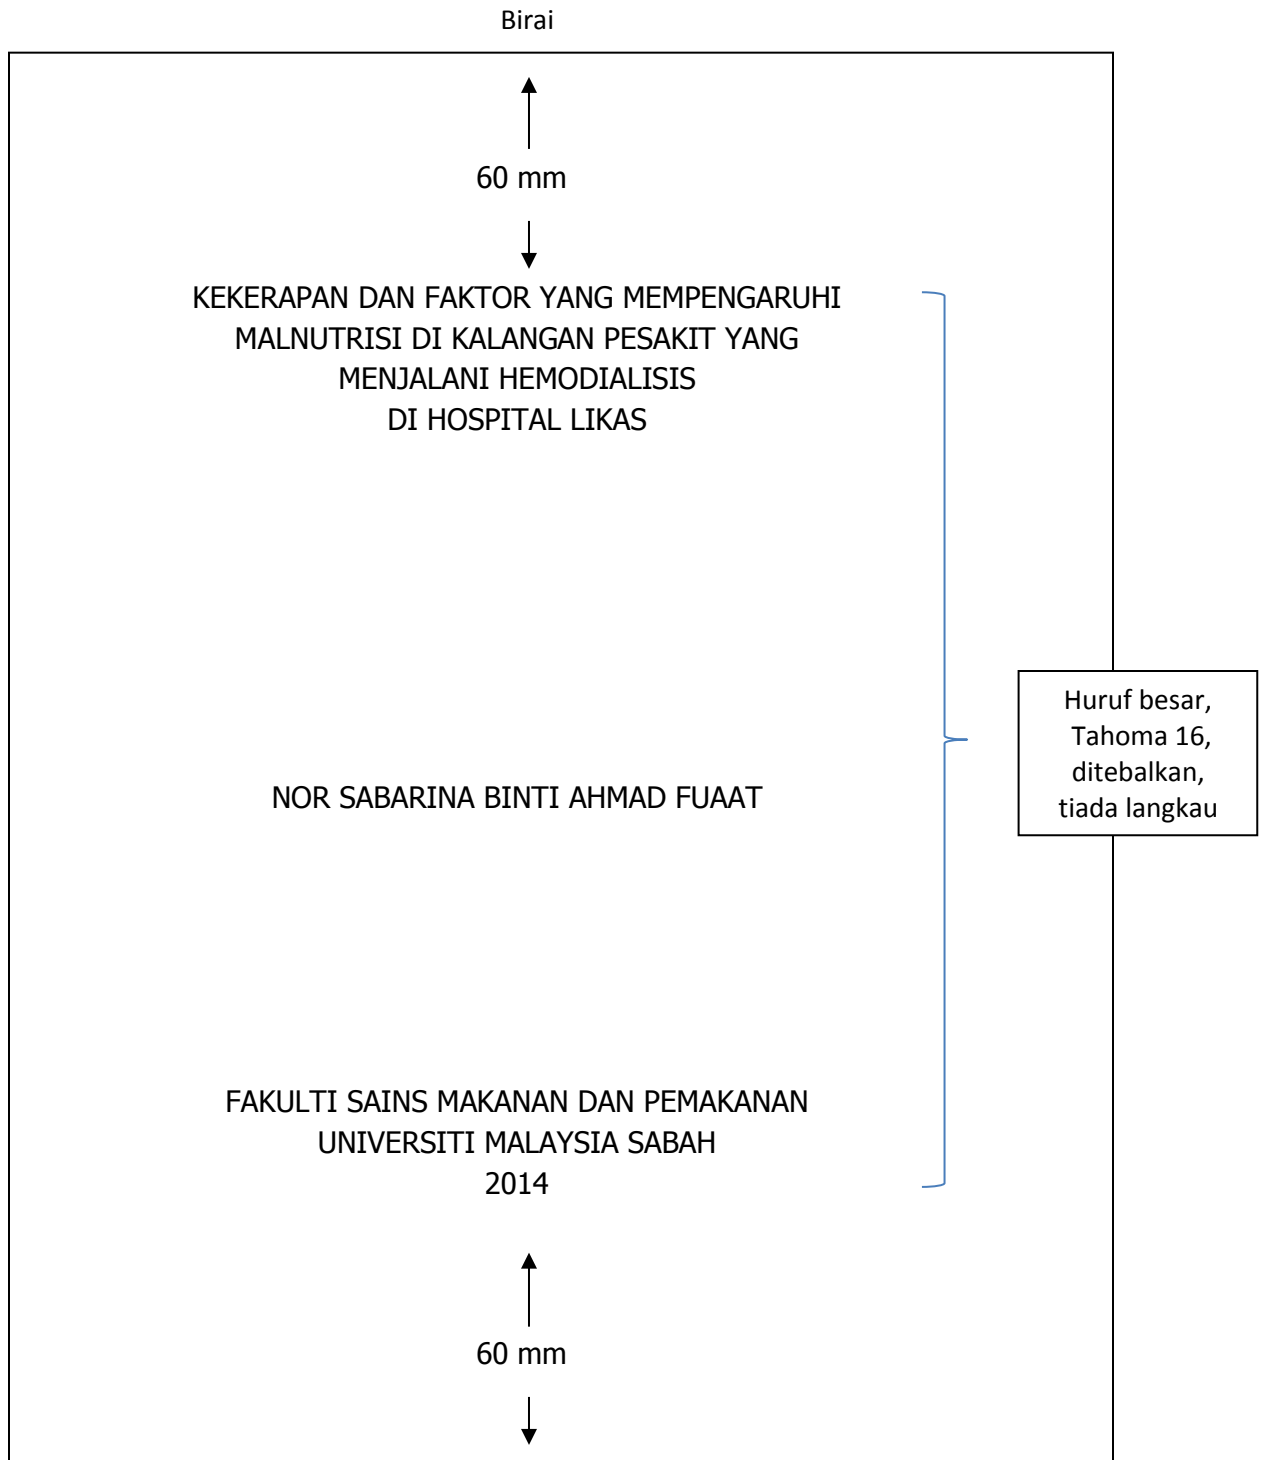 Birai
60 mm
KEKERAPAN DAN FAKTOR YANG MEMPENGARUHI
MALNUTRISI DI KALANGAN PESAKIT YANG
MENJALANI HEMODIALISIS
DI HOSPITAL LIKAS
Huruf besar,
Tahoma 16,
ditebalkan,
tiada langkau
NOR SABARINA BINTI AHMAD FUAAT
FAKULTI SAINS MAKANAN DAN PEMAKANAN
UNIVERSITI MALAYSIA SABAH
2014
60 mm